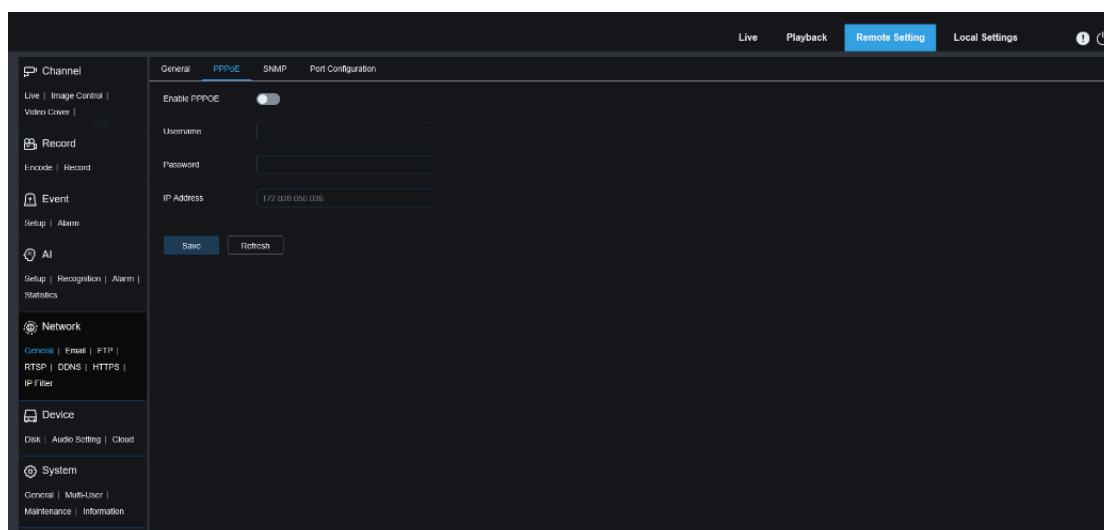 Live Playback Remote Setting Local Settings
Channel
Live | Image Control |
Video Cover |
Record
Encode | Record
Event
Setup | Alarm
AI
Setup | Recognition | Alarm |
Statistics
Network
General | Email | FTP |
RTSP | DDNS | HTTPS |
IP Filter
Device
Disk | Audio Setting | Cloud
System
General | Multi-User |
Maintenance | Information
General PPPoE SNMP Port Configuration
Enable PPPOE
Username
Password
IP Address 172.020.050.035
Save Refresh